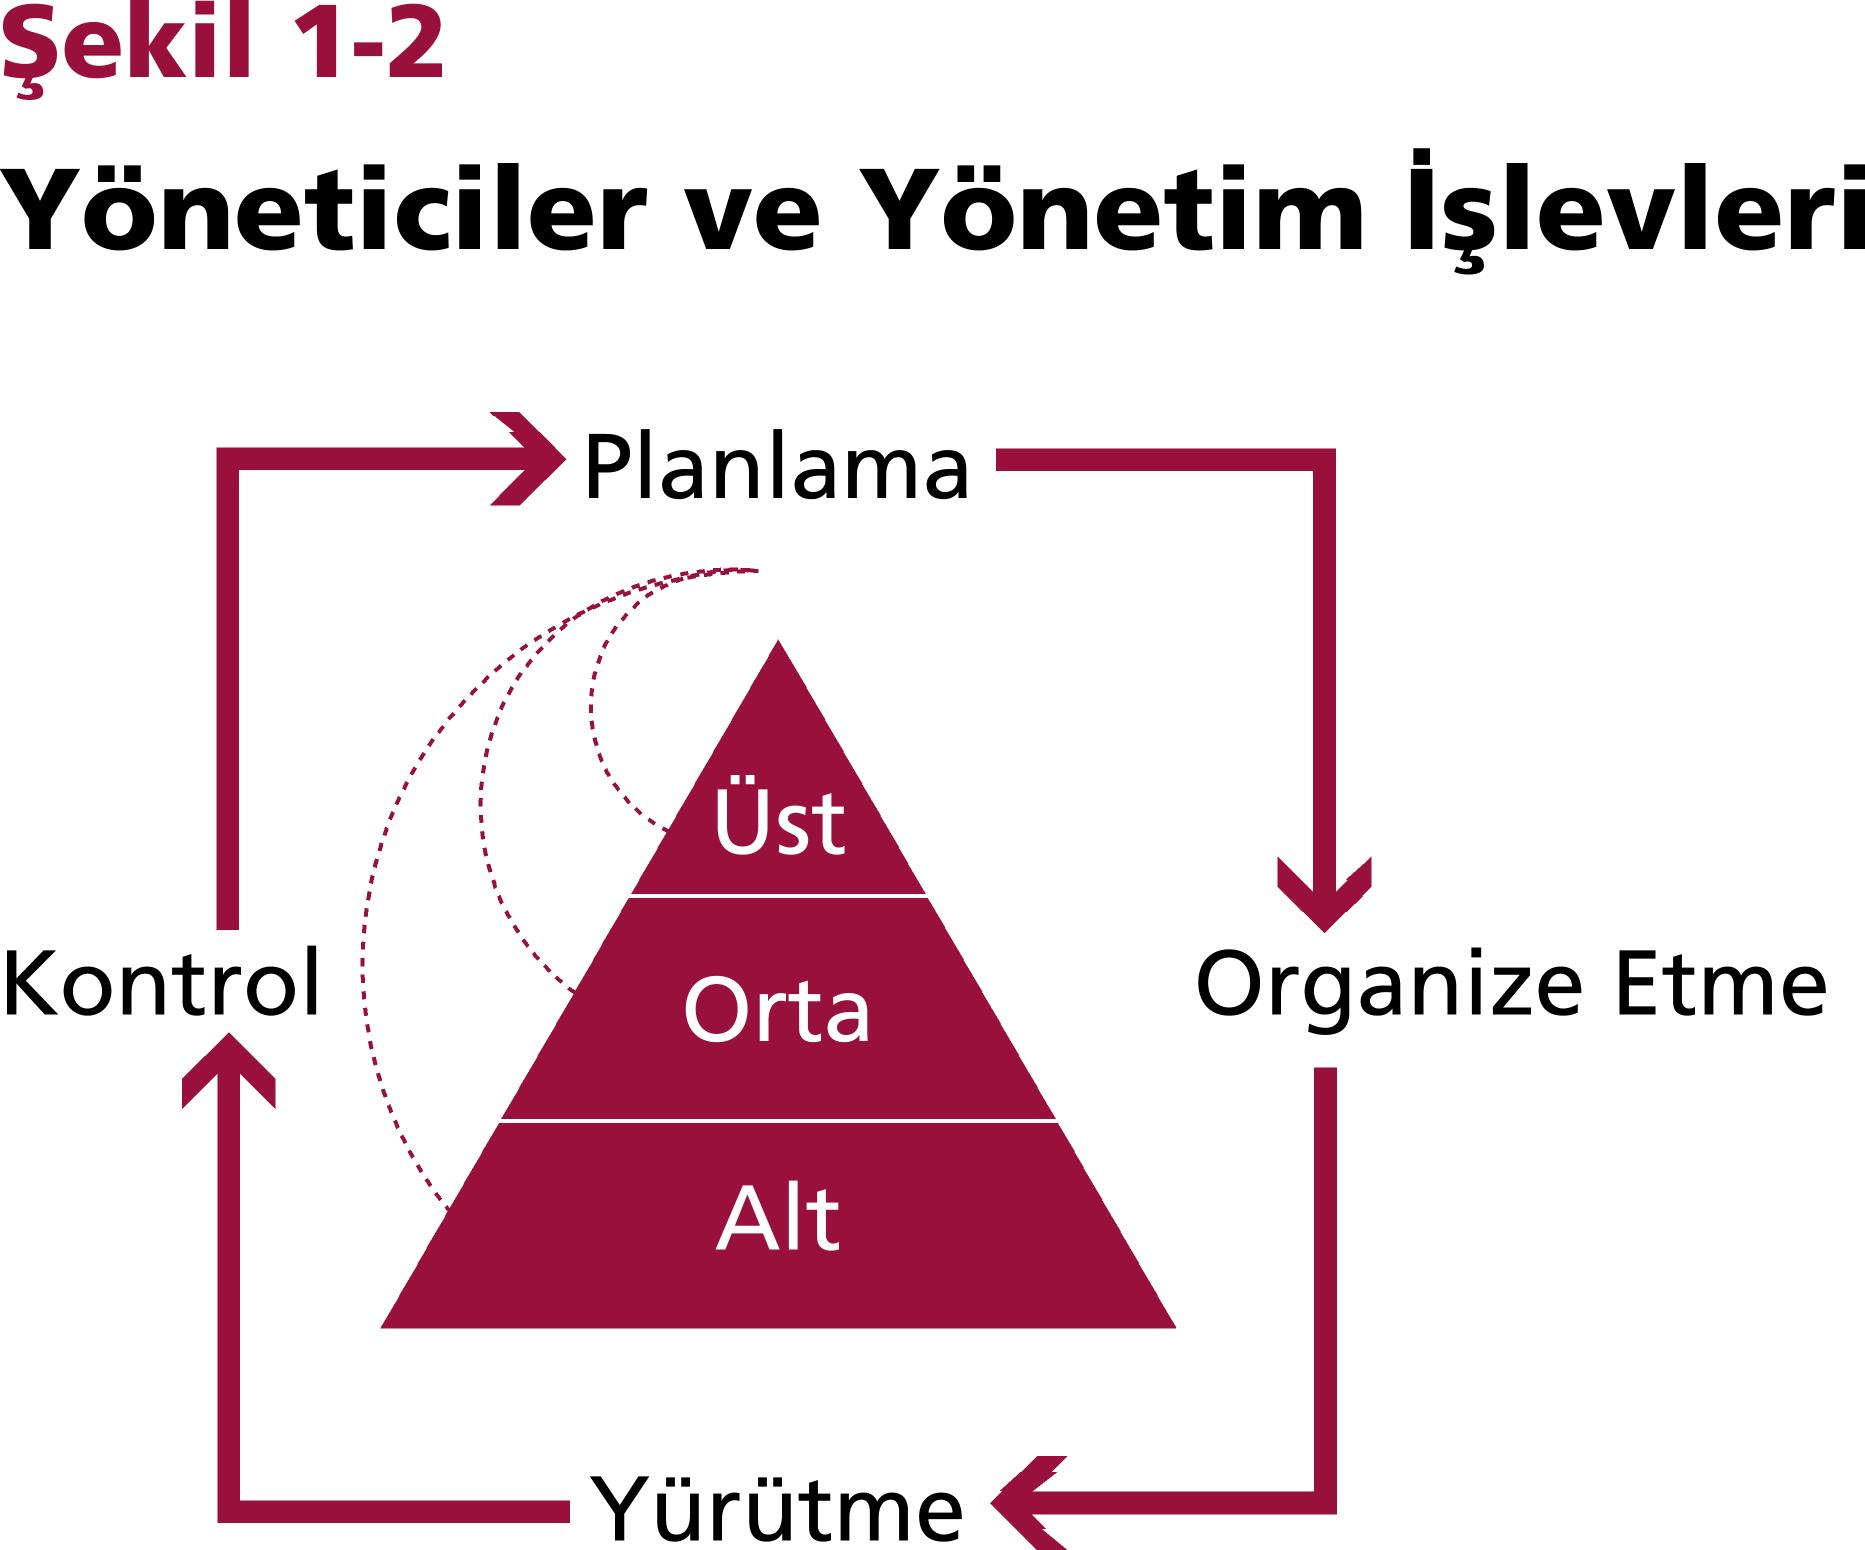 Şekil 1-2
Yöneticiler ve Yönetim İşlevleri
Planlama
Üst
Kontrol
Orta
Organize Etme
Alt
Yürütme